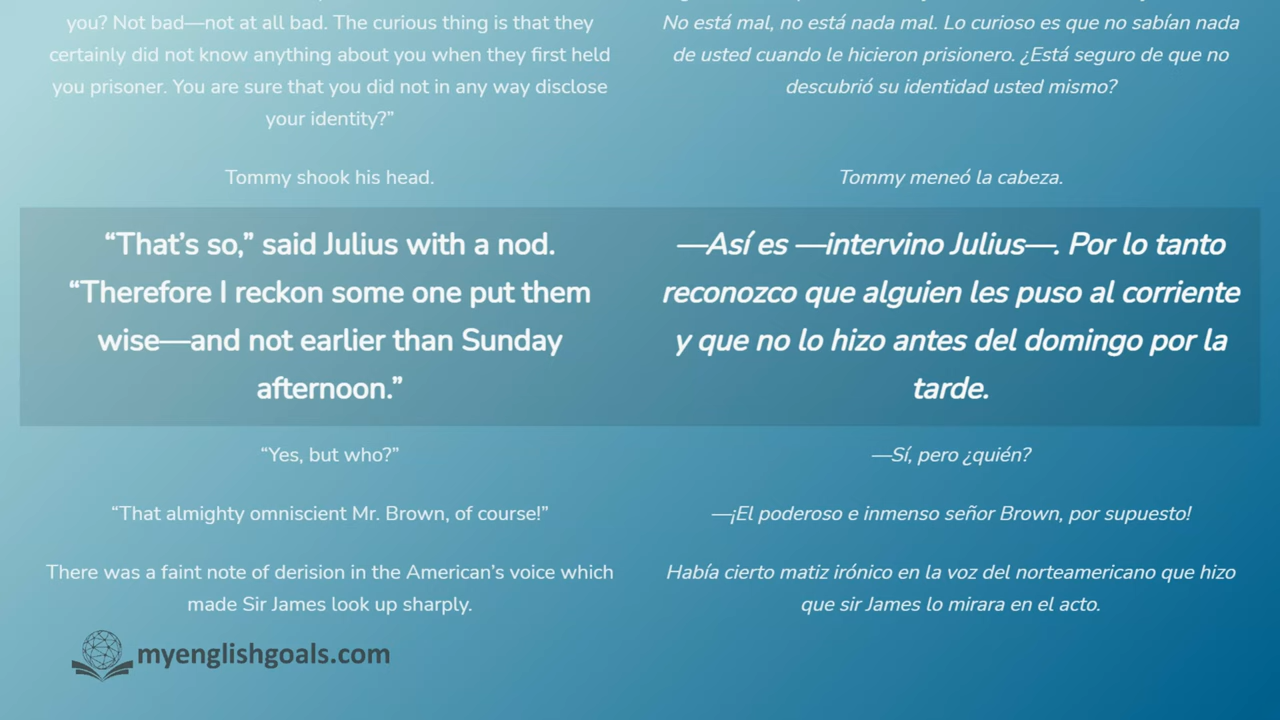 you? Not bad—not at all bad. The curious thing is that they
certainly did not know anything about you when they first held
you prisoner. You are sure that you did not in any way disclose
your identity?”
Tommy shook his head.
“That’s so,” said Julius with a nod.
“Therefore I reckon some one put them
wise—and not earlier than Sunday
afternoon.”
“Yes, but who?”
“That almighty omniscient Mr. Brown, of course!”
There was a faint note of derision in the American’s voice which
made Sir James look up sharply.
No está mal, no está nada mal. Lo curioso es que no sabían nada
de usted cuando le hicieron prisionero. ¿Está seguro de que no
descubrió su identidad usted mismo?
Tommy meneó la cabeza.
—Así es —intervino Julius—. Por lo tanto
reconozco que alguien les puso al corriente
y que no lo hizo antes del domingo por la
tarde.
—Sí, pero ¿quién?
—¡El poderoso e inmenso señor Brown, por supuesto!
Había cierto matiz irónico en la voz del norteamericano que hizo
que sir James lo mirara en el acto.
myenglishgoals.com